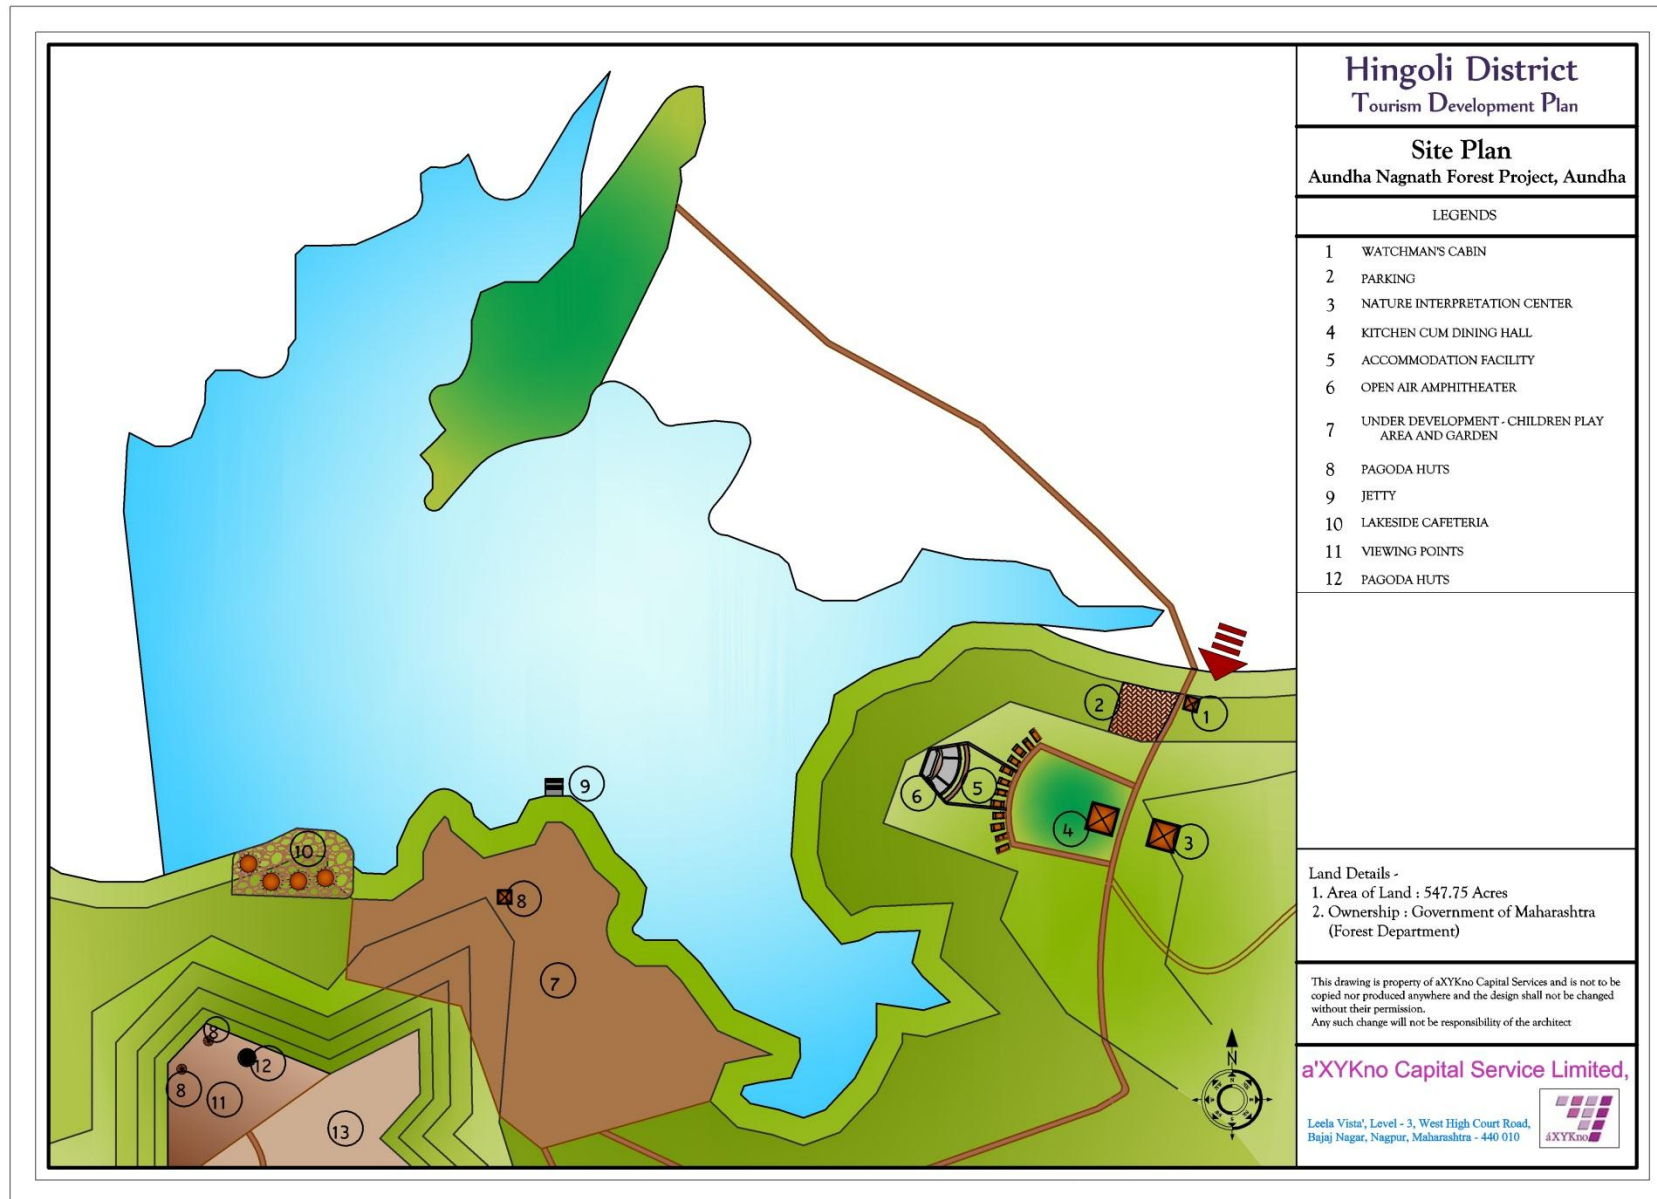 Hingoli District
Tourism Development Plan
Site Plan
Aundha Nagnath Forest Project, Aundha
LEGENDS
1 WATCHMAN'S CABIN
2 PARKING
3 NATURE INTERPRETATION CENTER
4 KITCHEN CUM DINING HALL
5 ACCOMMODATION FACILITY
6 OPEN AIR AMPHITHEATER
7 UNDER DEVELOPMENT - CHILDREN PLAY
AREA AND GARDEN
8 PAGODA HUTS
9 JETTY
10 LAKESIDE CAFETERIA
11 VIEWING POINTS
12 PAGODA HUTS
Land Details -
1. Area of Land : 547.75 Acres
2. Ownership : Government of Maharashtra
(Forest Department)
This drawing is property of aXYKno Capital Services and is not to be
copied nor produced anywhere and the design shall not be changed
without their permission.
Any such change will not be responsibility of the architect
a'XYKno Capital Service Limited,
Leela Vista', Level - 3, West High Court Road,
Bajaj Nagar, Nagpur, Maharashtra - 440 010
áXYKno
2
1
5
6
4
3
9
10
8
7
8
12
8
11
13
N